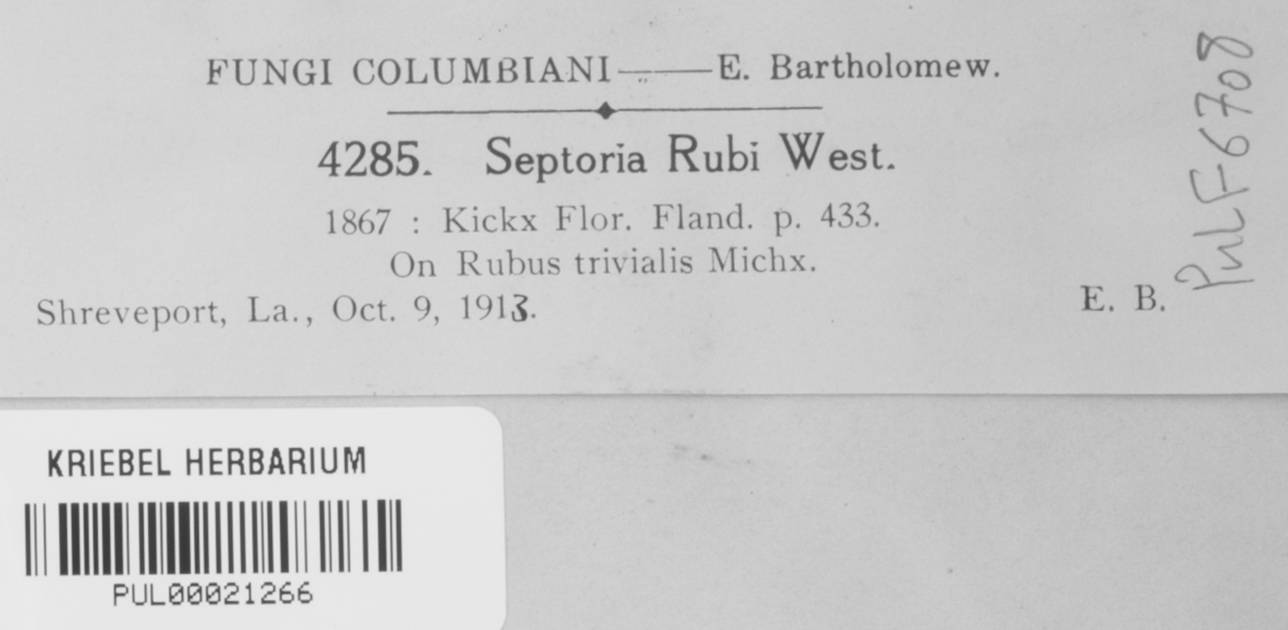 FUNGI COLUMBIANI——E. Bartholomew.
4285. Septoria Rubi West.
1867 : Kickx Flor. Fland. p. 433.
On Rubus trivialis Michx.
Shreveport, La., Oct. 9, 1913. E. B.
PulF6708
KRIEBEL HERBARIUM
PUL00021266